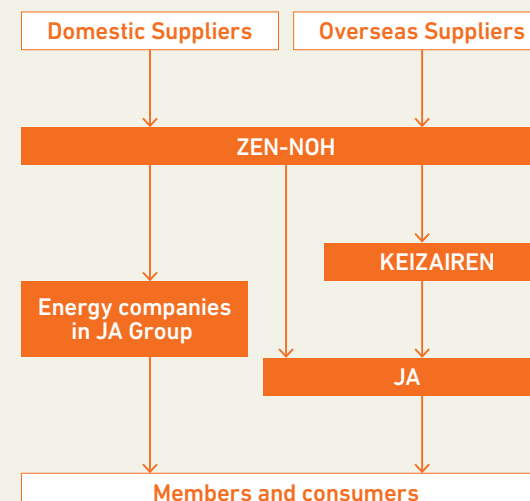 Domestic Suppliers
Overseas Suppliers
ZEN-NOH
KEIZAIREN
Energy companies
in JA Group
JA
Members and consumers